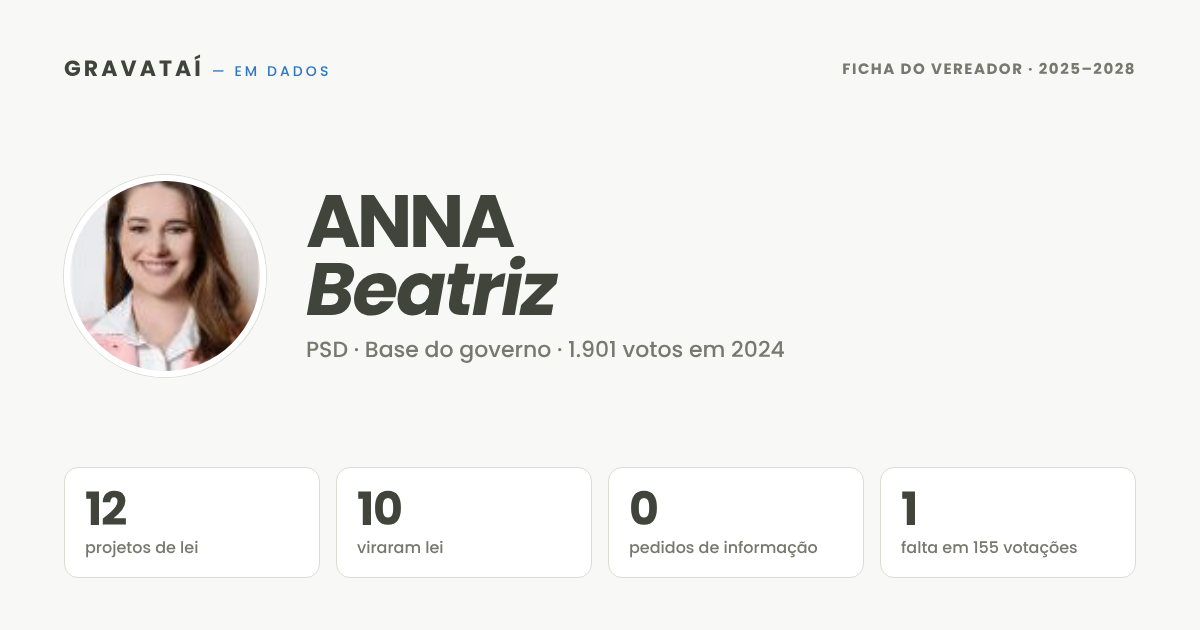 GRAVATAÍ — EM DADOS
FICHA DO VEREADOR · 2025–2028
ANNA
Beatriz
PSD · Base do governo · 1.901 votos em 2024
12
projetos de lei
10
viraram lei
0
pedidos de informação
1
falta em 155 votações